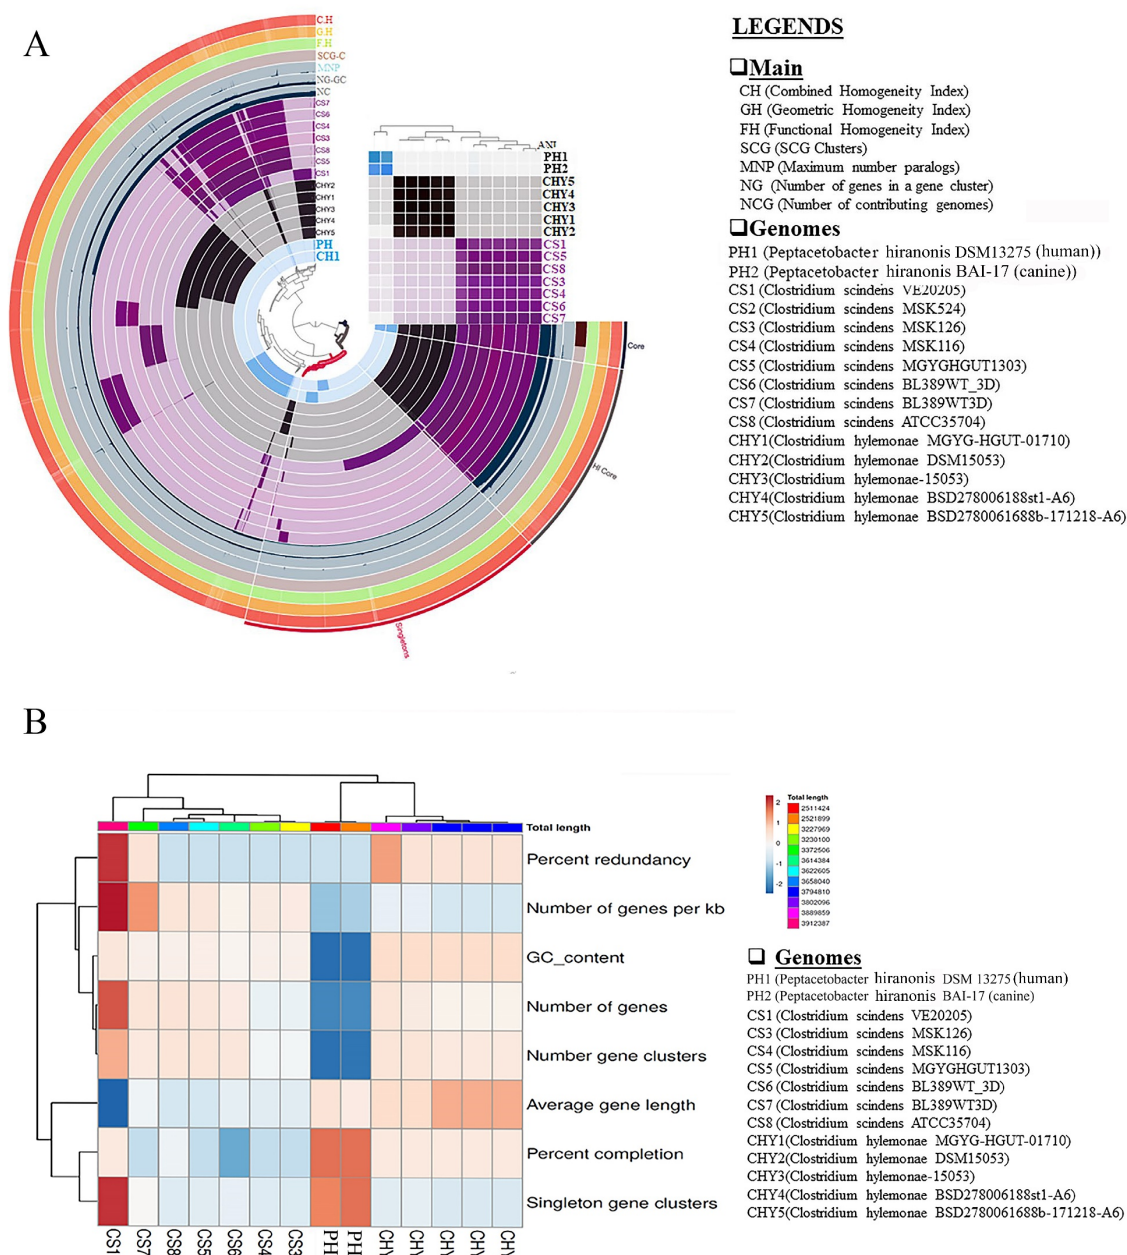 A
C.H
G.H
F.H
SCG-C
MNP
NG-GC
NC
CS7
CS6
CS4
CS3
CS8
CS5
CS1
CHY2
CHY1
CHY3
CHY4
CHY5
PH
CH1
ANI
PH1
PH2
CHY5
CHY4
CHY3
CHY1
CHY2
CS1
CS5
CS8
CS3
CS4
CS6
CS7
Core
HI Core
Singletons
LEGENDS
Main
CH (Combined Homogeneity Index)
GH (Geometric Homogeneity Index)
FH (Functional Homogeneity Index)
SCG (SCG Clusters)
MNP (Maximum number paralogs)
NG (Number of genes in a gene cluster)
NCG (Number of contributing genomes)
Genomes
PH1 (Peptacetobacter hiranonis DSM13275 (human))
PH2 (Peptacetobacter hiranonis BAI-17 (canine))
CS1 (Clostridium scindens VE20205)
CS2 (Clostridium scindens MSK524)
CS3 (Clostridium scindens MSK126)
CS4 (Clostridium scindens MSK116)
CS5 (Clostridium scindens MGYGHGUT1303)
CS6 (Clostridium scindens BL389WT_3D)
CS7 (Clostridium scindens BL389WT3D)
CS8 (Clostridium scindens ATCC35704)
CHY1(Clostridium hylemonae MGYG-HGUT-01710)
CHY2(Clostridium hylemonae DSM15053)
CHY3(Clostridium hylemonae-15053)
CHY4(Clostridium hylemonae BSD278006188st1-A6)
CHY5(Clostridium hylemonae BSD2780061688b-171218-A6)
B
Total length
Percent redundancy
Number of genes per kb
GC_content
Number of genes
Number gene clusters
Average gene length
Percent completion
Singleton gene clusters
CS1
CS7
CS8
CS5
CS6
CS4
CS3
PH
PH
CHY
CHY
CHY
CHY
CHY
2
1
0
-1
-2
Total length
2511424
2521899
3227969
3230100
3372506
3614384
3622605
3658040
3794810
3802096
3889859
3912387
Genomes
PH1 (Peptacetobacter hiranonis DSM 13275 (human)
PH2 (Peptacetobacter hiranonis BAI-17 (canine)
CS1 (Clostridium scindens VE20205)
CS3 (Clostridium scindens MSK126)
CS4 (Clostridium scindens MSK116)
CS5 (Clostridium scindens MGYGHGUT1303)
CS6 (Clostridium scindens BL389WT_3D)
CS7 (Clostridium scindens BL389WT3D)
CS8 (Clostridium scindens ATCC35704)
CHY1(Clostridium hylemonae MGYG-HGUT-01710)
CHY2(Clostridium hylemonae DSM15053)
CHY3(Clostridium hylemonae-15053)
CHY4(Clostridium hylemonae BSD278006188st1-A6)
CHY5(Clostridium hylemonae BSD2780061688b-171218-A6)